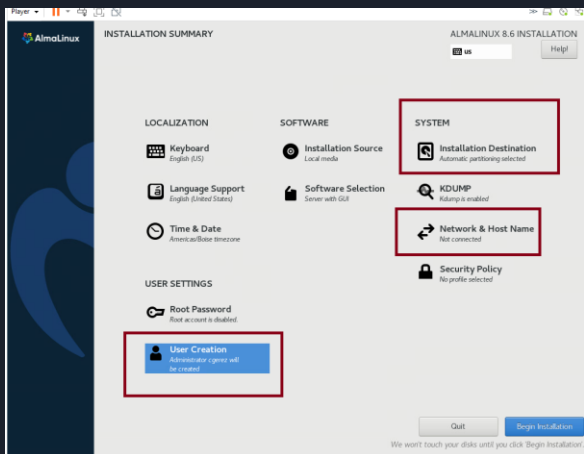 Player
AlmaLinux
INSTALLATION SUMMARY
ALMALINUX 8.6 INSTALLATION
us
Help!
LOCALIZATION
SOFTWARE
SYSTEM
Keyboard
English (US)
Installation Source
Local media
Installation Destination
Automatic partitioning selected
Language Support
English (United States)
Software Selection
Server with GUI
KDUMP
Kdump is enabled
Time & Date
Americas/Boise timezone
Network & Host Name
Not connected
Security Policy
No profile selected
USER SETTINGS
Root Password
Root account is disabled.
User Creation
Administrator cgerez will
be created
Quit
Begin Installation
We won't touch your disks until you click 'Begin Installation'.